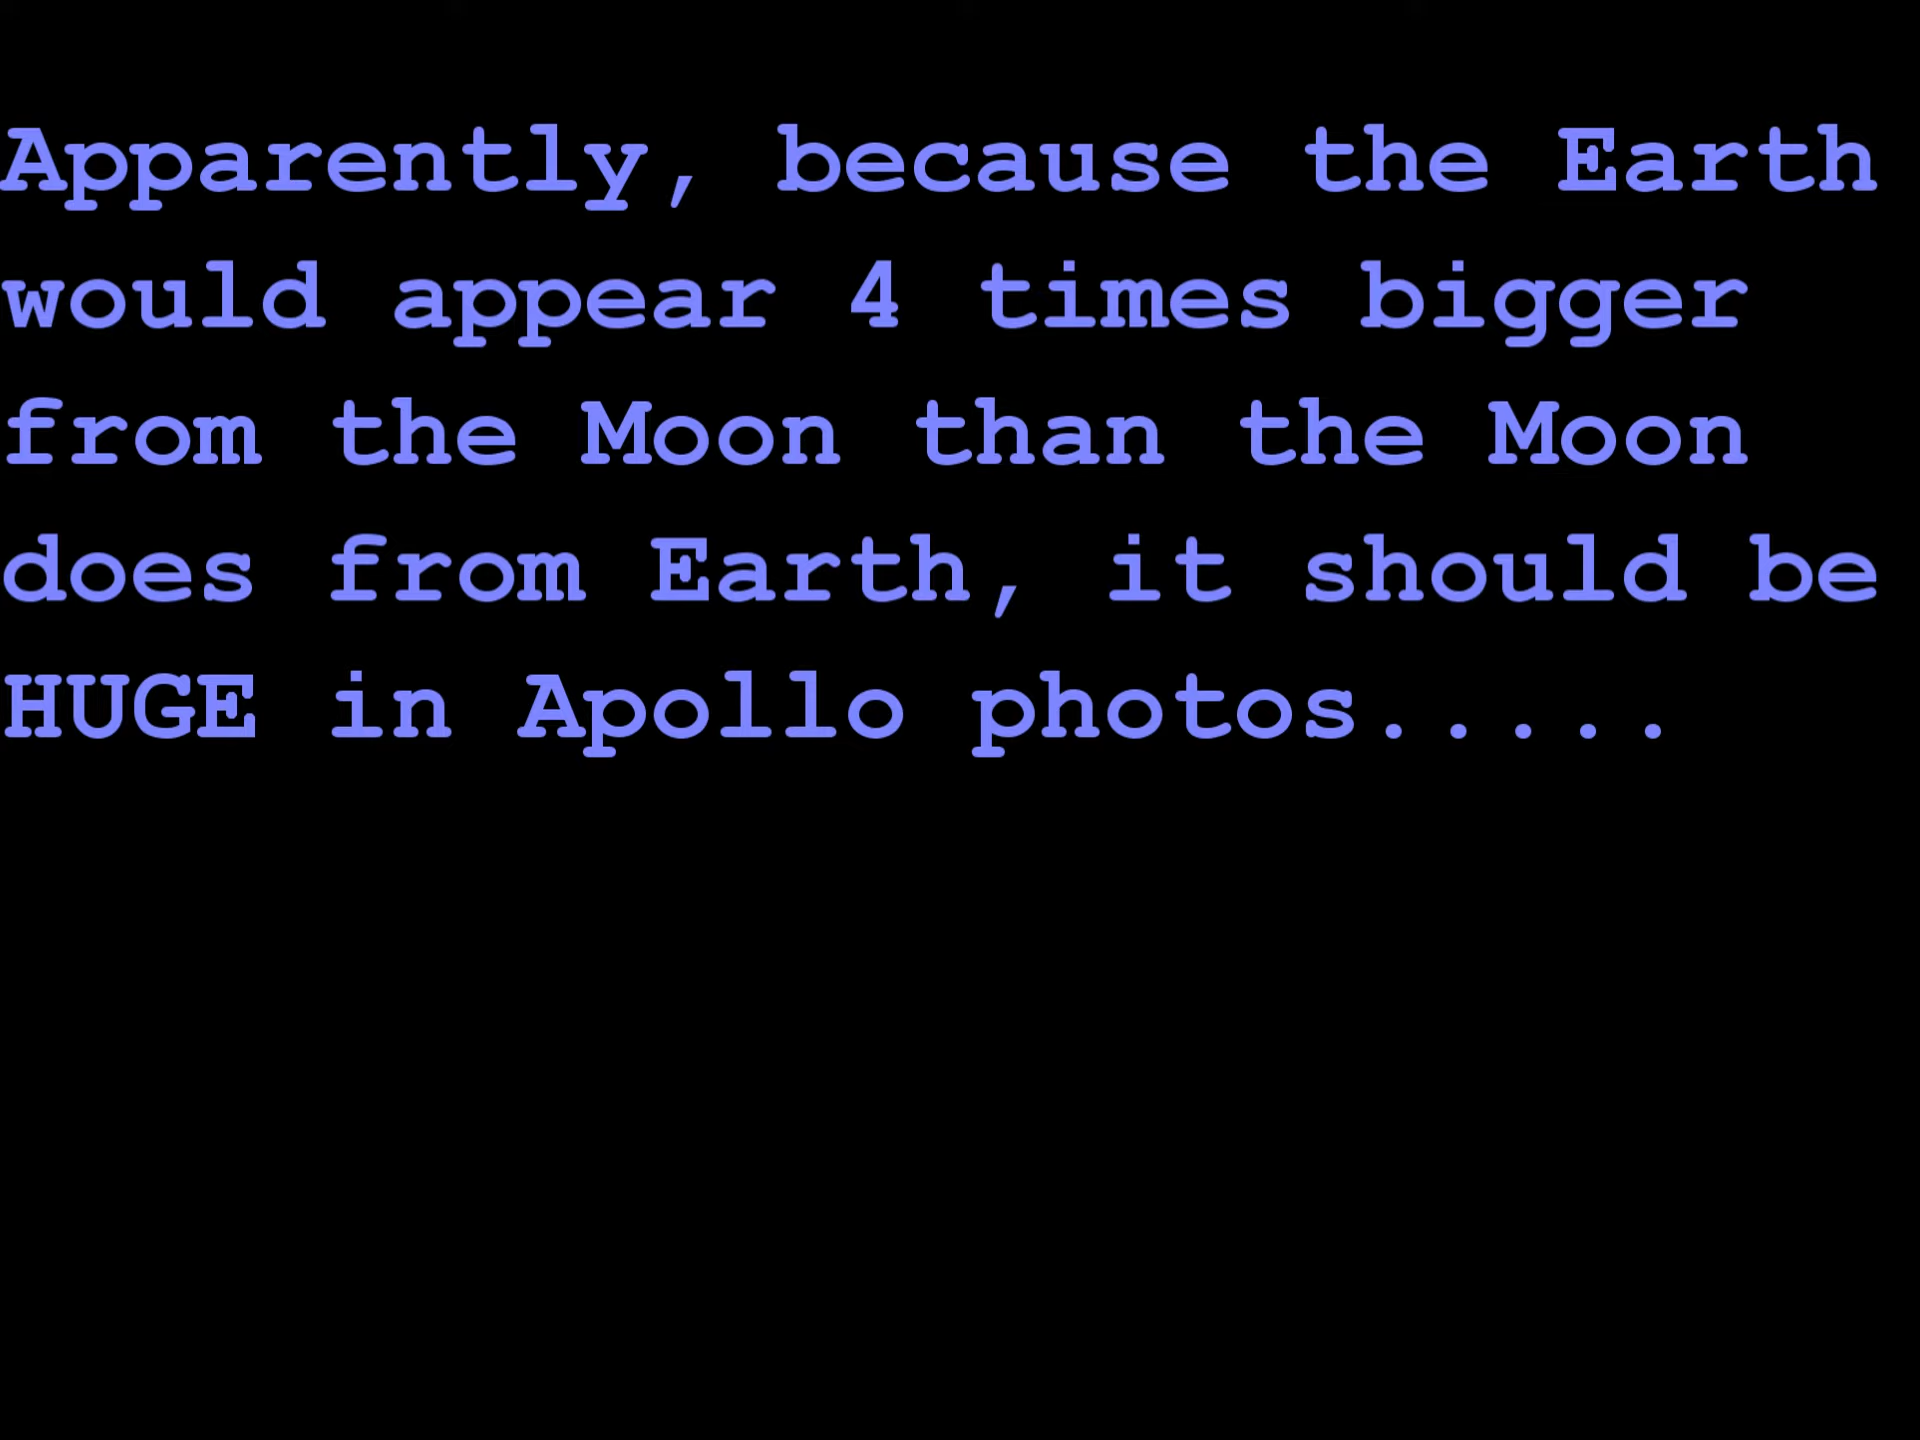 Apparently, because the Earth
would appear 4 times bigger
from the Moon than the Moon
does from Earth, it should be
HUGE in Apollo photos.....